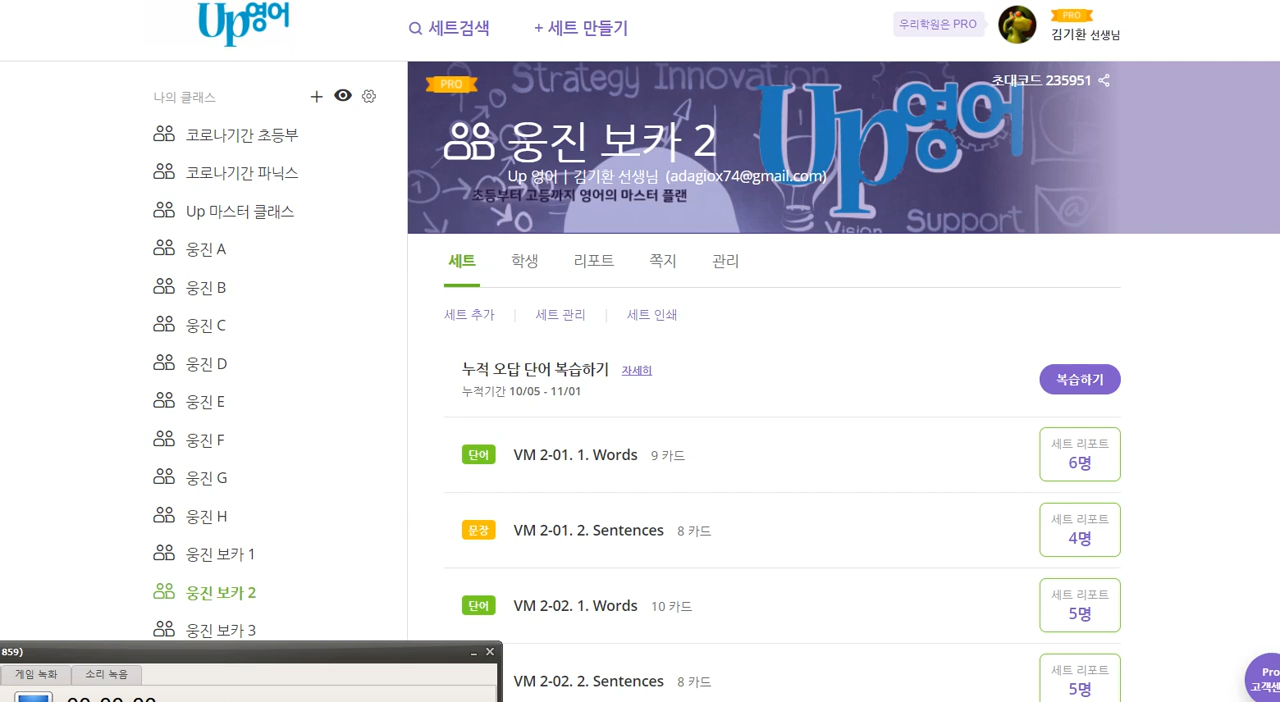 Up영어
세트검색
+ 세트 만들기
우리학원은 PRO
PRO
김기환 선생님
나의 클래스
코로나기간 초등부
코로나기간 파닉스
Up 마스터 클래스
웅진 A
웅진 B
웅진 C
웅진 D
웅진 E
웅진 F
웅진 G
웅진 H
웅진 보카 1
웅진 보카 2
웅진 보카 3
PRO
Strategy Innovation
초대코드 235951
웅진 보카 2
Up영어
Up 영어 | 김기환 선생님 (adagiox74@gmail.com)
초등부터 고등까지 영어의 마스터 플랜
Vision
Support
세트
학생
리포트
쪽지
관리
세트 추가 | 세트 관리 | 세트 인쇄
누적 오답 단어 복습하기 자세히
누적기간 10/05 - 11/01
복습하기
단어 VM 2-01. 1. Words 9 카드
세트 리포트
6명
문장 VM 2-01. 2. Sentences 8 카드
세트 리포트
4명
단어 VM 2-02. 1. Words 10 카드
세트 리포트
5명
VM 2-02. 2. Sentences 8 카드
세트 리포트
5명
859)
게임 녹화
소리 녹음
Pro
고객센